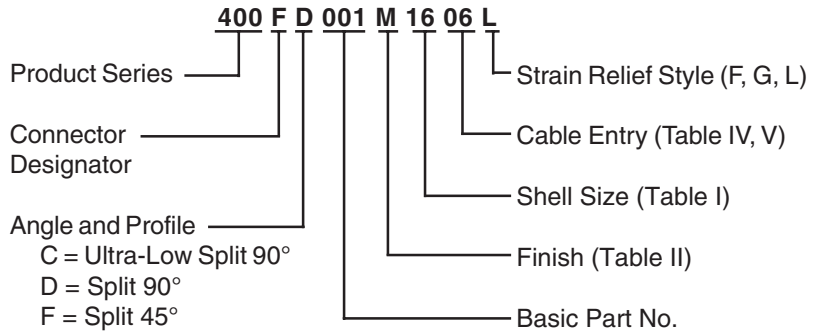 400 F D 001 M 16 06 L
Product Series
Connector
Designator
Angle and Profile
C = Ultra-Low Split 90°
D = Split 90°
F = Split 45°
Strain Relief Style (F, G, L)
Cable Entry (Table IV, V)
Shell Size (Table I)
Finish (Table II)
Basic Part No.